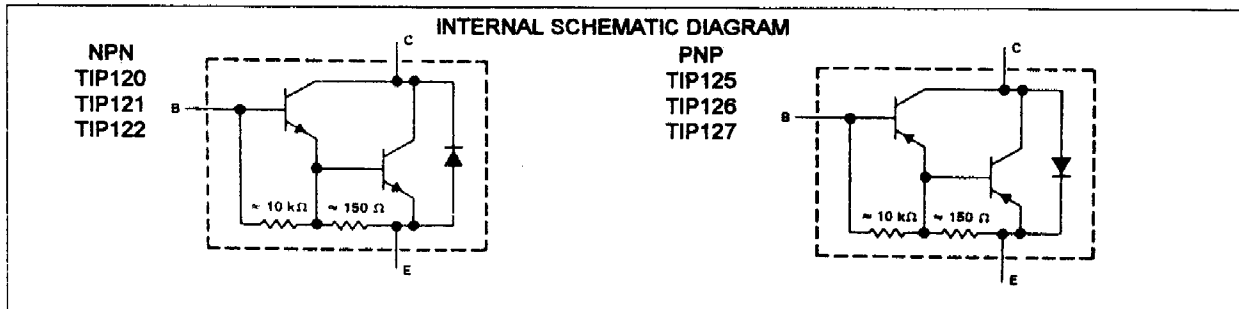 INTERNAL SCHEMATIC DIAGRAM
NPN
TIP120
TIP121
TIP122
C
B
≈ 10 kΩ
≈ 150 Ω
E
PNP
TIP125
TIP126
TIP127
C
B
≈ 10 kΩ
~ 150 Ω
E